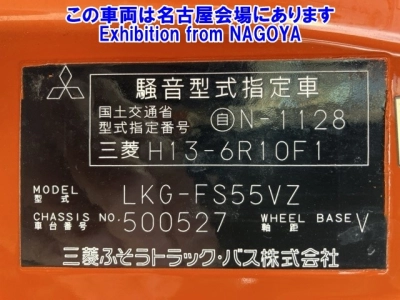 この車両は名古屋会場にあります
Exhibition from NAGOYA
騒音型式指定車
国土交通省
型式指定番号 自N-1128
三菱 H13-6R10F1
MODEL
型式 LKG-FS55VZ
CHASSIS NO. 500527 WHEEL BASE V
車台番号 軸距
三菱ふそうトラック・バス株式会社